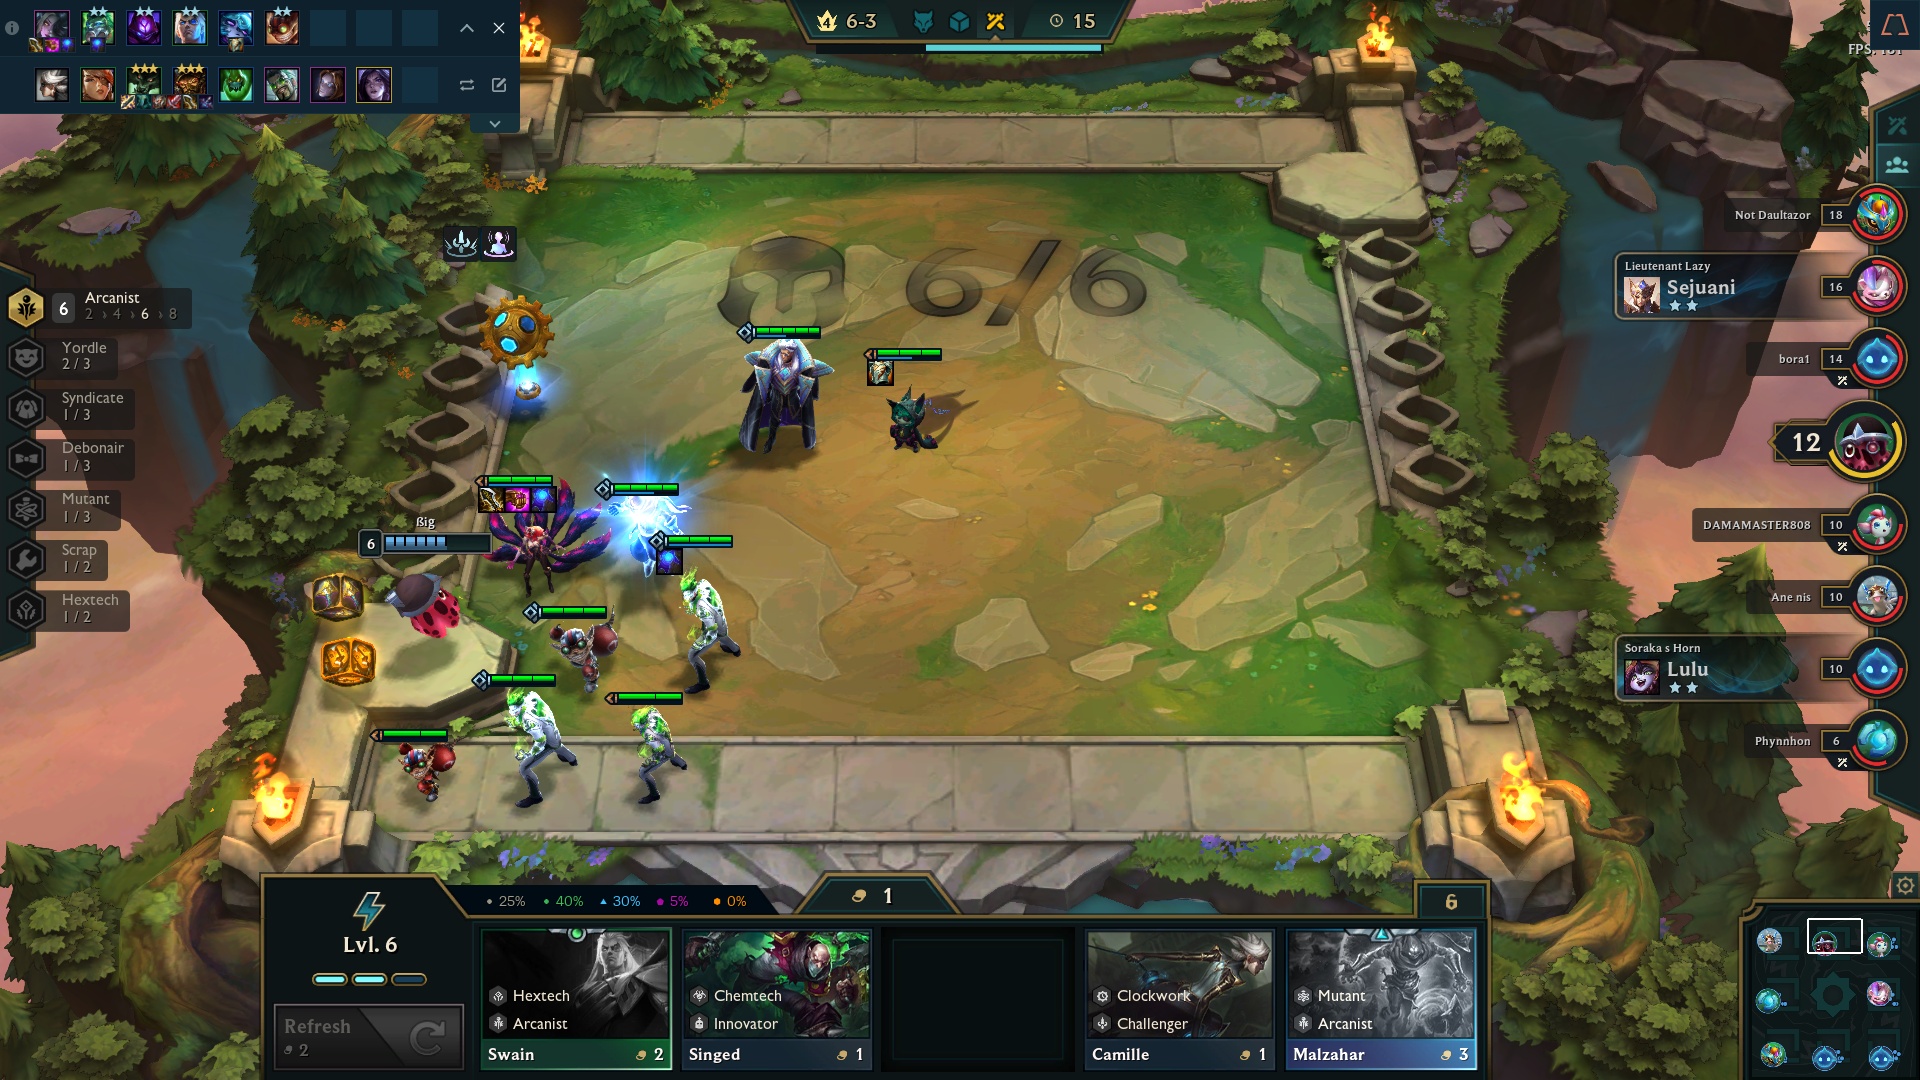 4 6-3
15
FPS: 161
6/6
6 Arcanist
2 > 4 > 6 > 8
Yordle
2 / 3
Syndicate
1 / 3
Debonair
1 / 3
Mutant
1 / 3
Scrap
1 / 2
Hextech
1 / 2
ßig
6
Not Daultazor 18
Lieutenant Lazy
Sejuani
16
bora1 14
12
DAMAMASTER808 10
Ane nis 10
Soraka s Horn
Lulu
10
Phynnhon 6
25% 40% 30% 5% 0%
1
6
Lvl. 6
Refresh
2
Hextech
Arcanist
Swain 2
Chemtech
Innovator
Singed 1
Clockwork
Challenger
Camille 1
Mutant
Arcanist
Malzahar 3